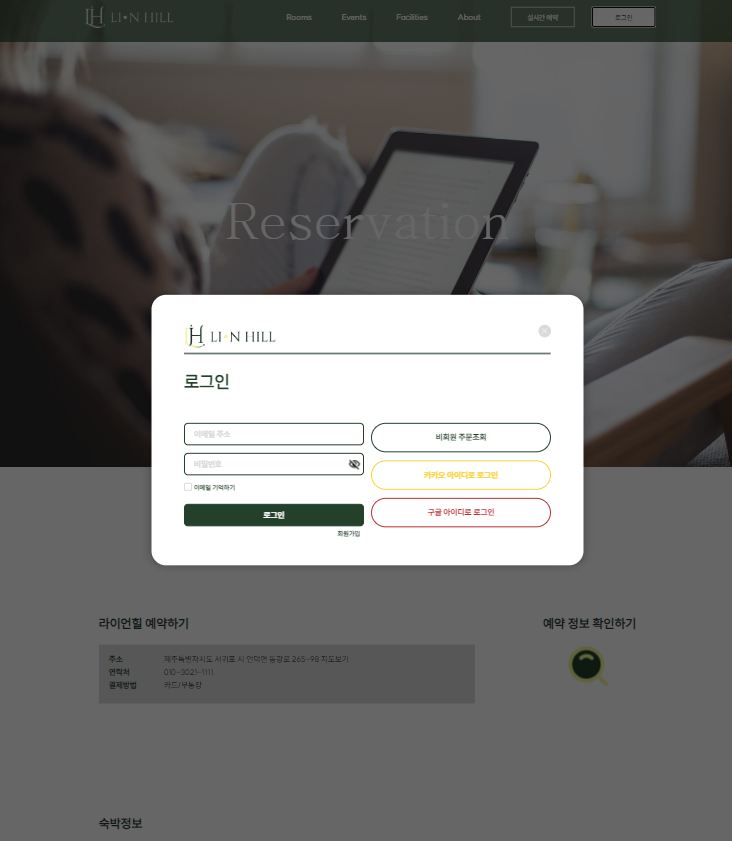 LI•N HILL
Rooms
Events
Facilities
About
실시간 예약
로그인
Reservation
LI•N HILL
로그인
이메일 주소
비밀번호
이메일 기억하기
로그인
회원가입
비회원 주문조회
카카오 아이디로 로그인
구글 아이디로 로그인
라이언힐 예약하기
주소 제주특별자치도 서귀포 시 안덕면 동광로 265-98 지도보기
연락처 010-3021-1111
결제방법 카드/무통장
예약 정보 확인하기
숙박정보